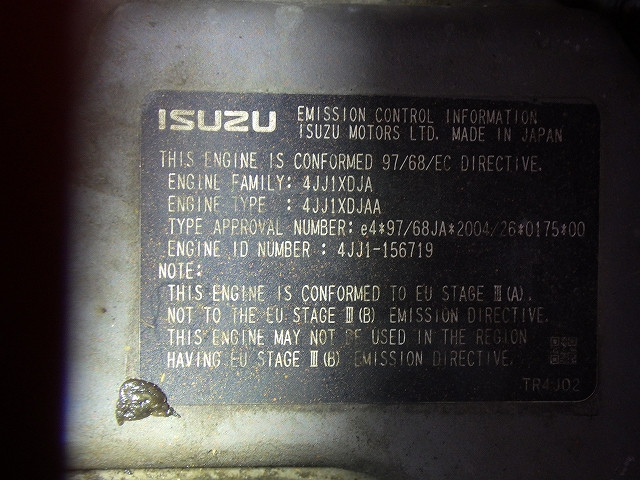 ISUZU EMISSION CONTROL INFORMATION
ISUZU MOTORS LTD. MADE IN JAPAN
THIS ENGINE IS CONFORMED 97/68/EC DIRECTIVE.
ENGINE FAMILY: 4JJ1XDJA
ENGINE TYPE : 4JJ1XDJAA
TYPE APPROVAL NUMBER: e4*97/68JA*2004/26*0175*00
ENGINE ID NUMBER : 4JJ1-156719
NOTE:
THIS ENGINE IS CONFORMED TO EU STAGE Ⅲ(A).
NOT TO THE EU STAGE Ⅲ(B) EMISSION DIRECTIVE.
THIS ENGINE MAY NOT BE USED IN THE REGION
HAVING EU STAGE Ⅲ(B) EMISSION DIRECTIVE.
TR4J02